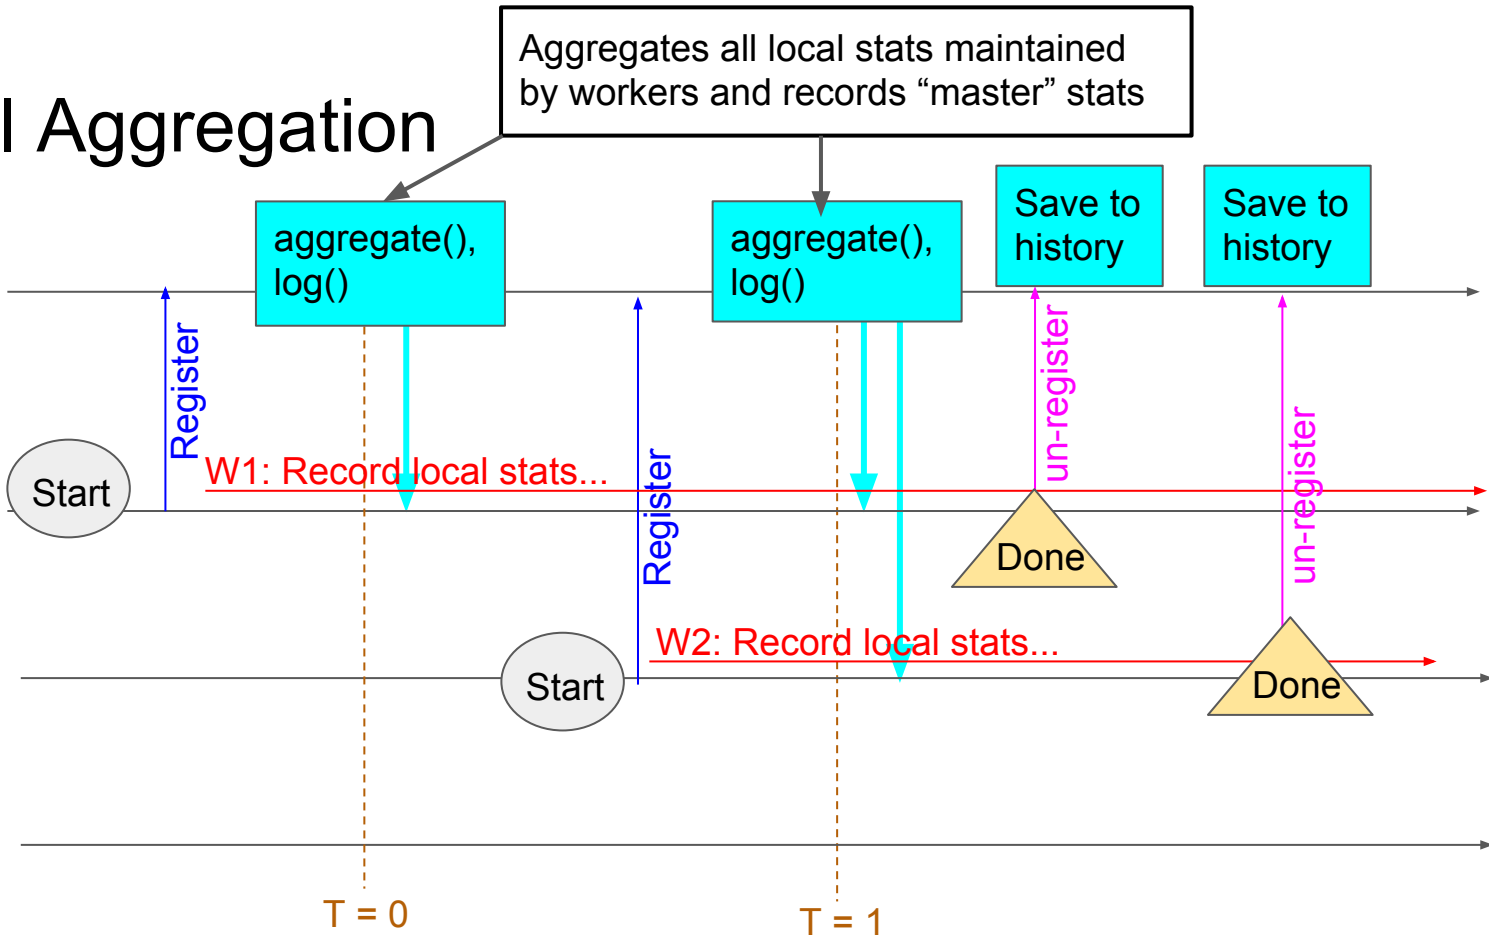 Aggregates all local stats maintained
by workers and records “master” stats
l Aggregation
aggregate(),
log()
aggregate(),
log()
Save to
history
Save to
history
Register
un-register
W1: Record local stats...
Start
Register
un-register
Done
W2: Record local stats...
Start
Done
T = 0
T = 1